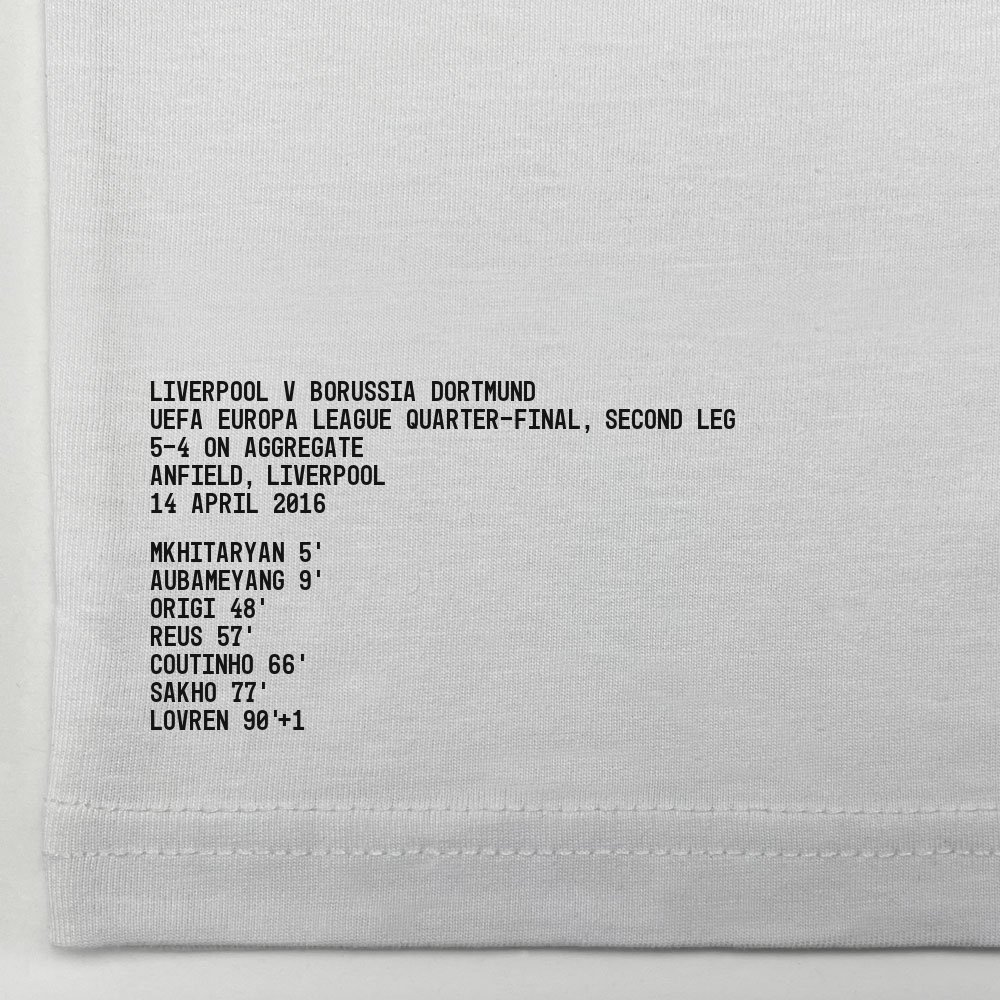 LIVERPOOL V BORUSSIA DORTMUND
UEFA EUROPA LEAGUE QUARTER-FINAL, SECOND LEG
5-4 ON AGGREGATE
ANFIELD, LIVERPOOL
14 APRIL 2016
MKHITARYAN 5'
AUBAMEYANG 9'
ORIGI 48'
REUS 57'
COUTINHO 66'
SAKHO 77'
LOVREN 90'+1